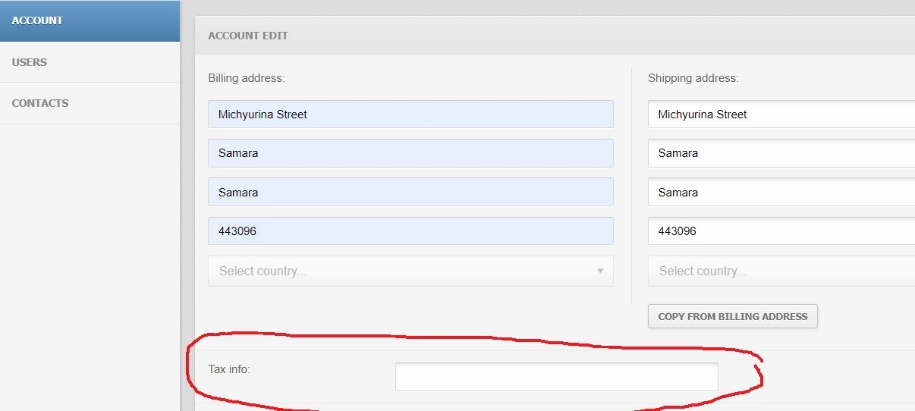 ACCOUNT
USERS
CONTACTS
ACCOUNT EDIT
Billing address:
Michyurina Street
Samara
Samara
443096
Select country...
Shipping address:
Michyurina Street
Samara
Samara
443096
Select country...
COPY FROM BILLING ADDRESS
Tax info: